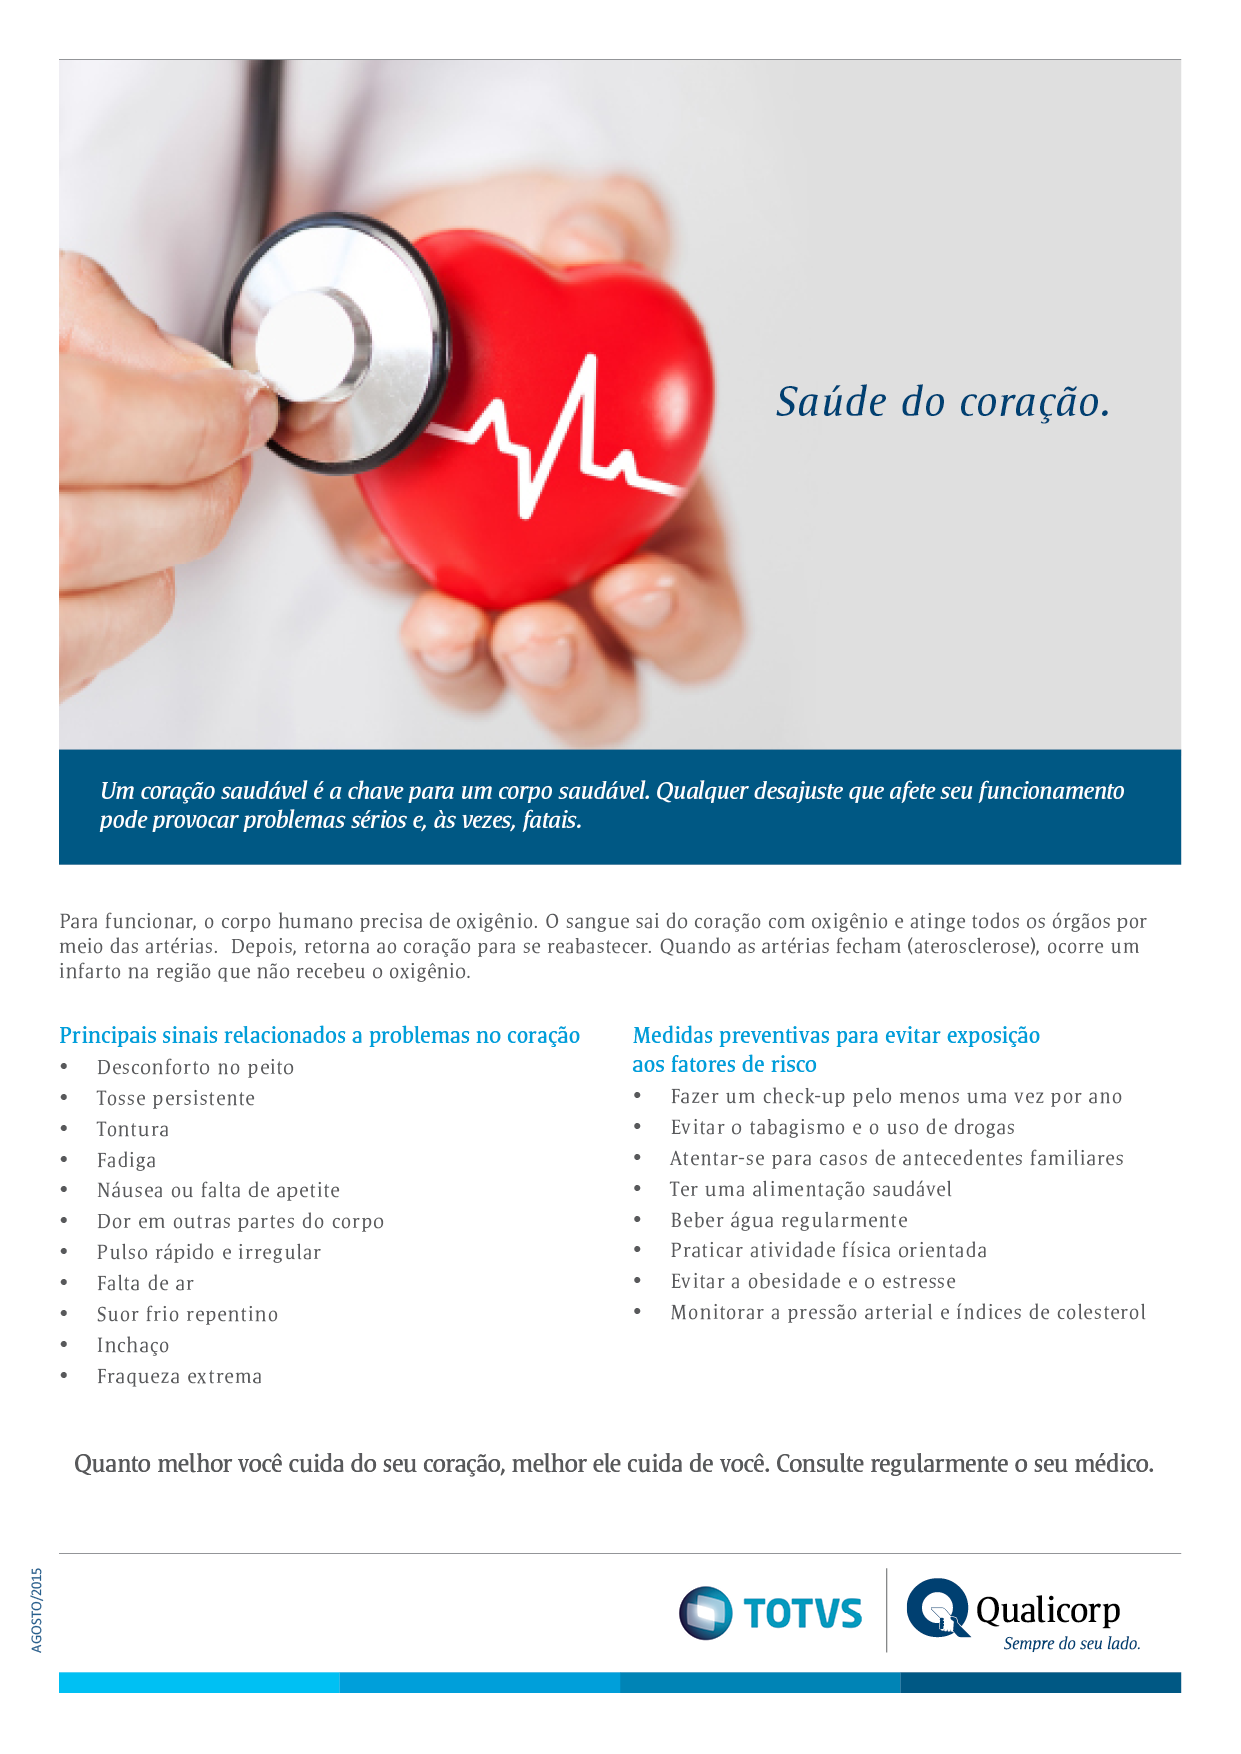 Saúde do coração.
Um coração saudável é a chave para um corpo saudável. Qualquer desajuste que afete seu funcionamento
pode provocar problemas sérios e, às vezes, fatais.
Para funcionar, o corpo humano precisa de oxigênio. O sangue sai do coração com oxigênio e atinge todos os órgãos por
meio das artérias. Depois, retorna ao coração para se reabastecer. Quando as artérias fecham (aterosclerose), ocorre um
infarto na região que não recebeu o oxigênio.
Principais sinais relacionados a problemas no coração
• Desconforto no peito
• Tosse persistente
• Tontura
• Fadiga
• Náusea ou falta de apetite
• Dor em outras partes do corpo
• Pulso rápido e irregular
• Falta de ar
• Suor frio repentino
• Inchaço
• Fraqueza extrema
Medidas preventivas para evitar exposição
aos fatores de risco
• Fazer um check-up pelo menos uma vez por ano
• Evitar o tabagismo e o uso de drogas
• Atentar-se para casos de antecedentes familiares
• Ter uma alimentação saudável
• Beber água regularmente
• Praticar atividade física orientada
• Evitar a obesidade e o estresse
• Monitorar a pressão arterial e índices de colesterol
Quanto melhor você cuida do seu coração, melhor ele cuida de você. Consulte regularmente o seu médico.
AGOSTO/2015
TOTVS
Qualicorp
Sempre do seu lado.